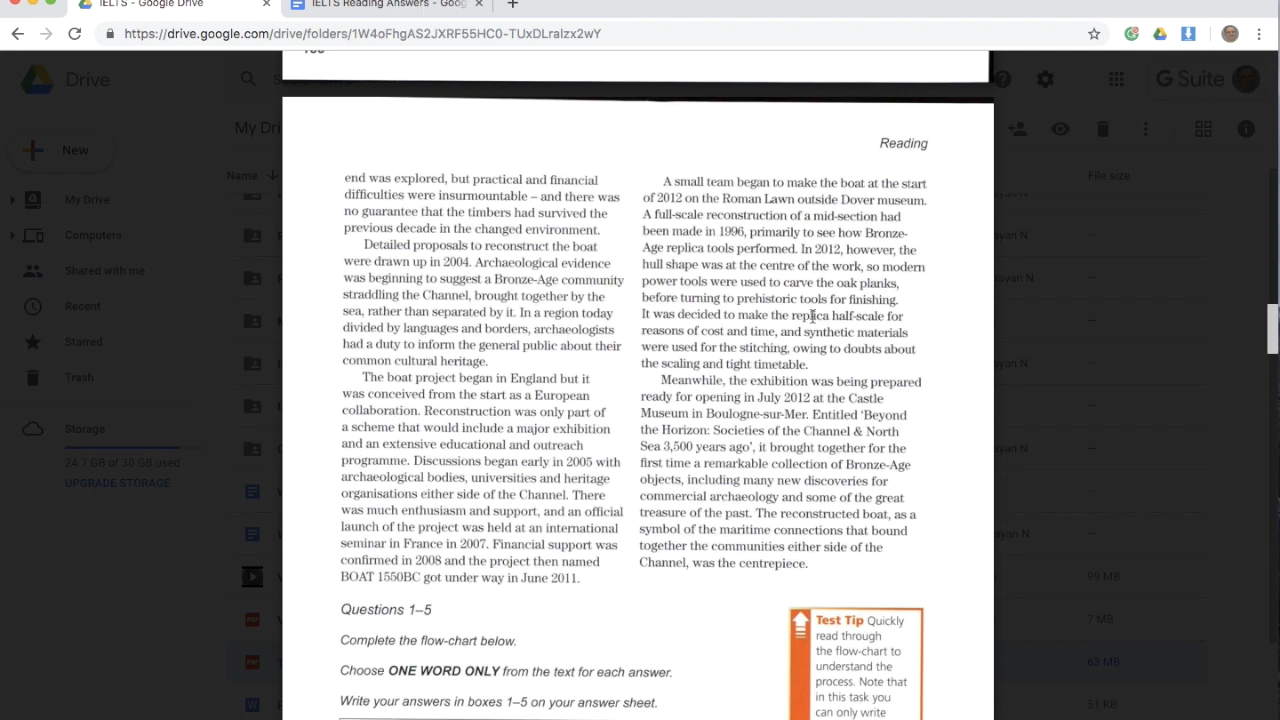 IELTS - Google Drive
IELTS Reading Answers - Goog
https://drive.google.com/drive/folders/1W4oFhgAS2JXRF55HC0-TUxDLralzx2wY
Drive
G Suite
My Dri
New
Name
File size
My Drive
Computers
Shared with me
Recent
Starred
Trash
Storage
24.7 GB of 30 GB used
UPGRADE STORAGE
99 MB
7 MB
63 MB
51 KB
Reading
end was explored, but practical and financial
difficulties were insurmountable – and there was
no guarantee that the timbers had survived the
previous decade in the changed environment.
Detailed proposals to reconstruct the boat
were drawn up in 2004. Archaeological evidence
was beginning to suggest a Bronze-Age community
straddling the Channel, brought together by the
sea, rather than separated by it. In a region today
divided by languages and borders, archaeologists
had a duty to inform the general public about their
common cultural heritage.
The boat project began in England but it
was conceived from the start as a European
collaboration. Reconstruction was only part of
a scheme that would include a major exhibition
and an extensive educational and outreach
programme. Discussions began early in 2005 with
archaeological bodies, universities and heritage
organisations either side of the Channel. There
was much enthusiasm and support, and an official
launch of the project was held at an international
seminar in France in 2007. Financial support was
confirmed in 2008 and the project then named
BOAT 1550BC got under way in June 2011.
A small team began to make the boat at the start
of 2012 on the Roman Lawn outside Dover museum.
A full-scale reconstruction of a mid-section had
been made in 1996, primarily to see how Bronze-
Age replica tools performed. In 2012, however, the
hull shape was at the centre of the work, so modern
power tools were used to carve the oak planks,
before turning to prehistoric tools for finishing.
It was decided to make the replica half-scale for
reasons of cost and time, and synthetic materials
were used for the stitching, owing to doubts about
the scaling and tight timetable.
Meanwhile, the exhibition was being prepared
ready for opening in July 2012 at the Castle
Museum in Boulogne-sur-Mer. Entitled 'Beyond
the Horizon: Societies of the Channel & North
Sea 3,500 years ago', it brought together for the
first time a remarkable collection of Bronze-Age
objects, including many new discoveries for
commercial archaeology and some of the great
treasure of the past. The reconstructed boat, as a
symbol of the maritime connections that bound
together the communities either side of the
Channel, was the centrepiece.
Questions 1–5
Complete the flow-chart below.
Choose ONE WORD ONLY from the text for each answer.
Write your answers in boxes 1–5 on your answer sheet.
Test Tip Quickly
read through
the flow-chart to
understand the
process. Note that
in this task you
can only write